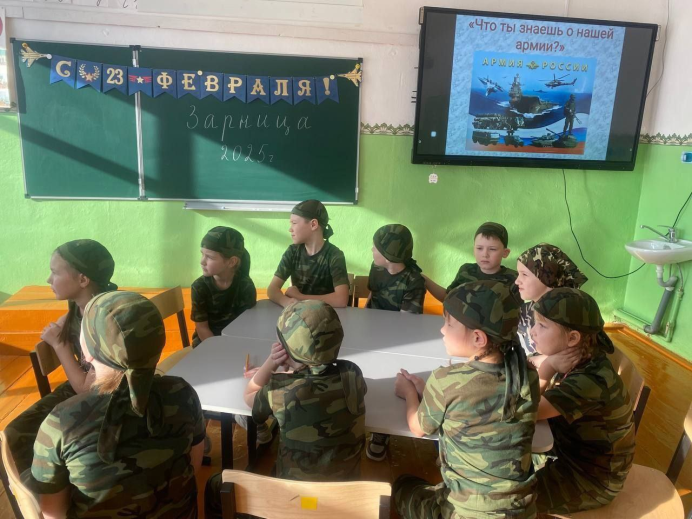 С 23 ФЕВРАЛЯ!
Зарница
2025г
«Что ты знаешь о нашей
армии?»
АРМИЯ РОССИИ